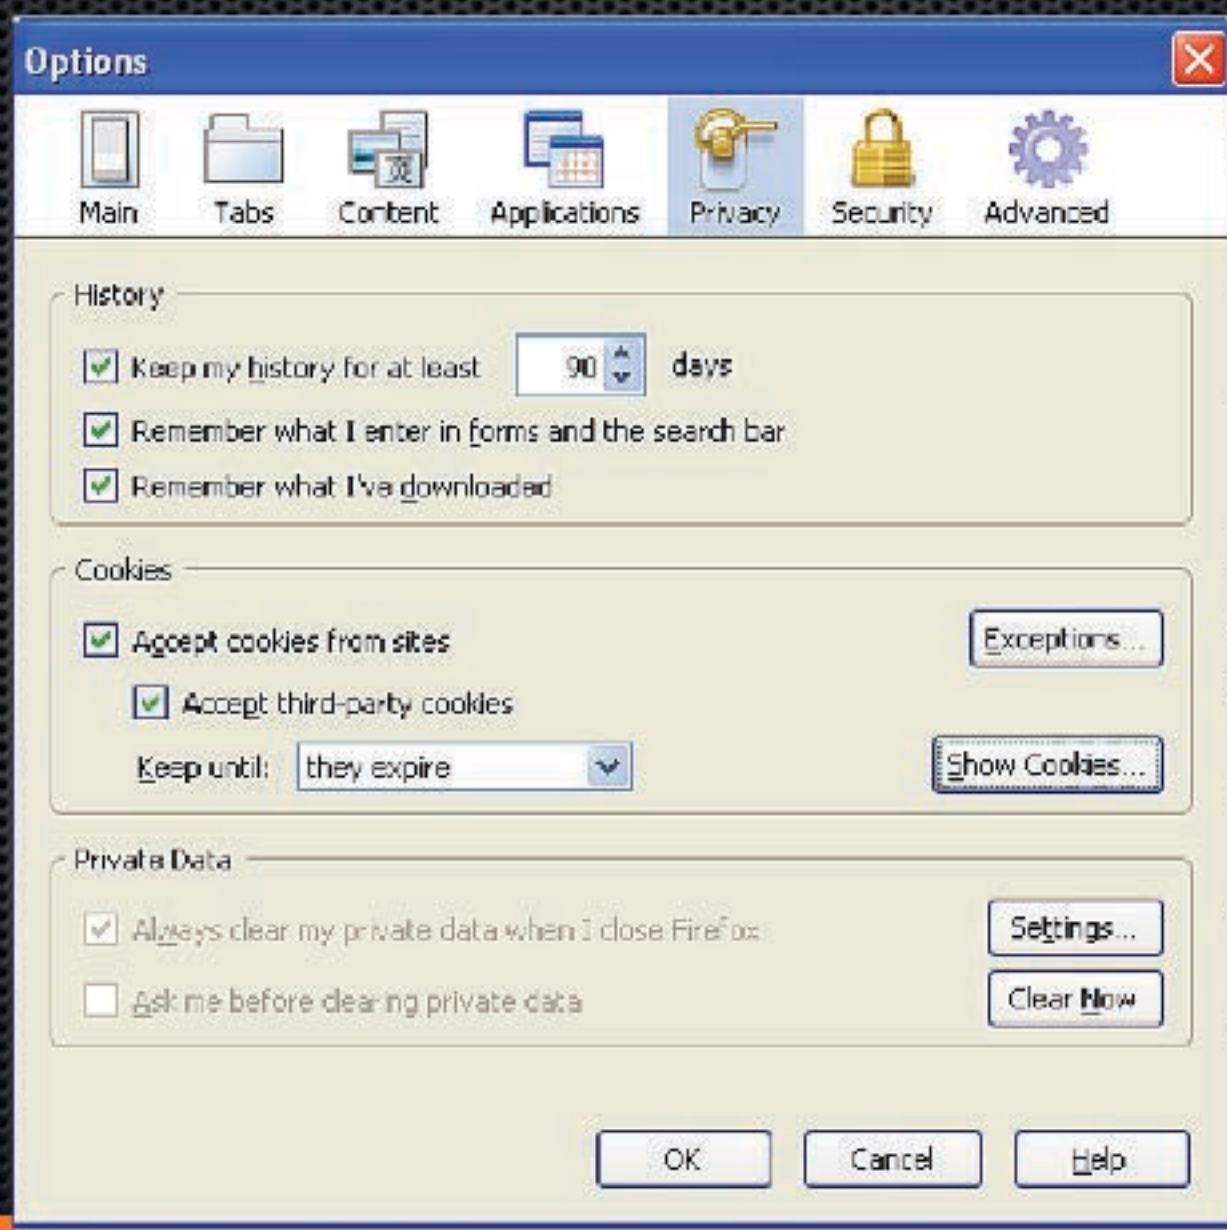 Options
Main Tabs Content Applications Privacy Security Advanced
History
Keep my history for at least 90 days
Remember what I enter in forms and the search bar
Remember what I've downloaded
Cookies
Accept cookies from sites Exceptions...
Accept third-party cookies
Keep until: they expire Show Cookies...
Private Data
Always clear my private data when I close Firefox Settings...
Ask me before clearing private data Clear Now
OK Cancel Help